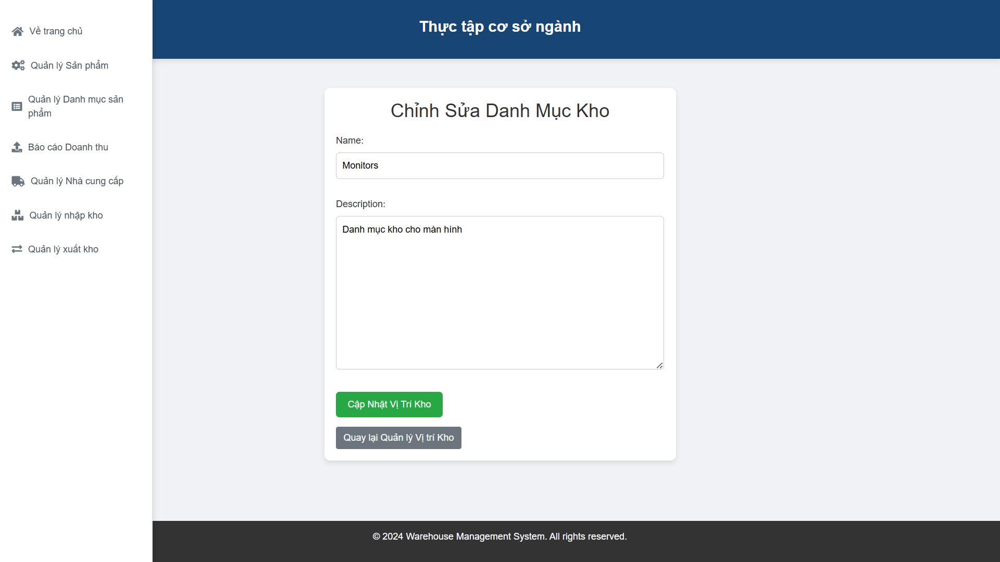 Về trang chủ
Quản lý Sản phẩm
Quản lý Danh mục sản
phẩm
Báo cáo Doanh thu
Quản lý Nhà cung cấp
Quản lý nhập kho
Quản lý xuất kho
Thực tập cơ sở ngành
Chỉnh Sửa Danh Mục Kho
Name:
Monitors
Description:
Danh mục kho cho màn hình
Cập Nhật Vị Trí Kho
Quay lại Quản lý Vị trí Kho
© 2024 Warehouse Management System. All rights reserved.